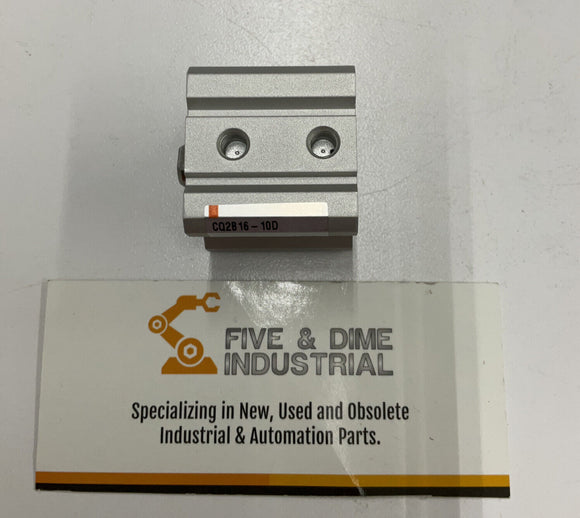 CQ2B16-10D
FIVE & DIME
INDUSTRIAL
Specializing in New, Used and Obsolete
Industrial & Automation Parts.